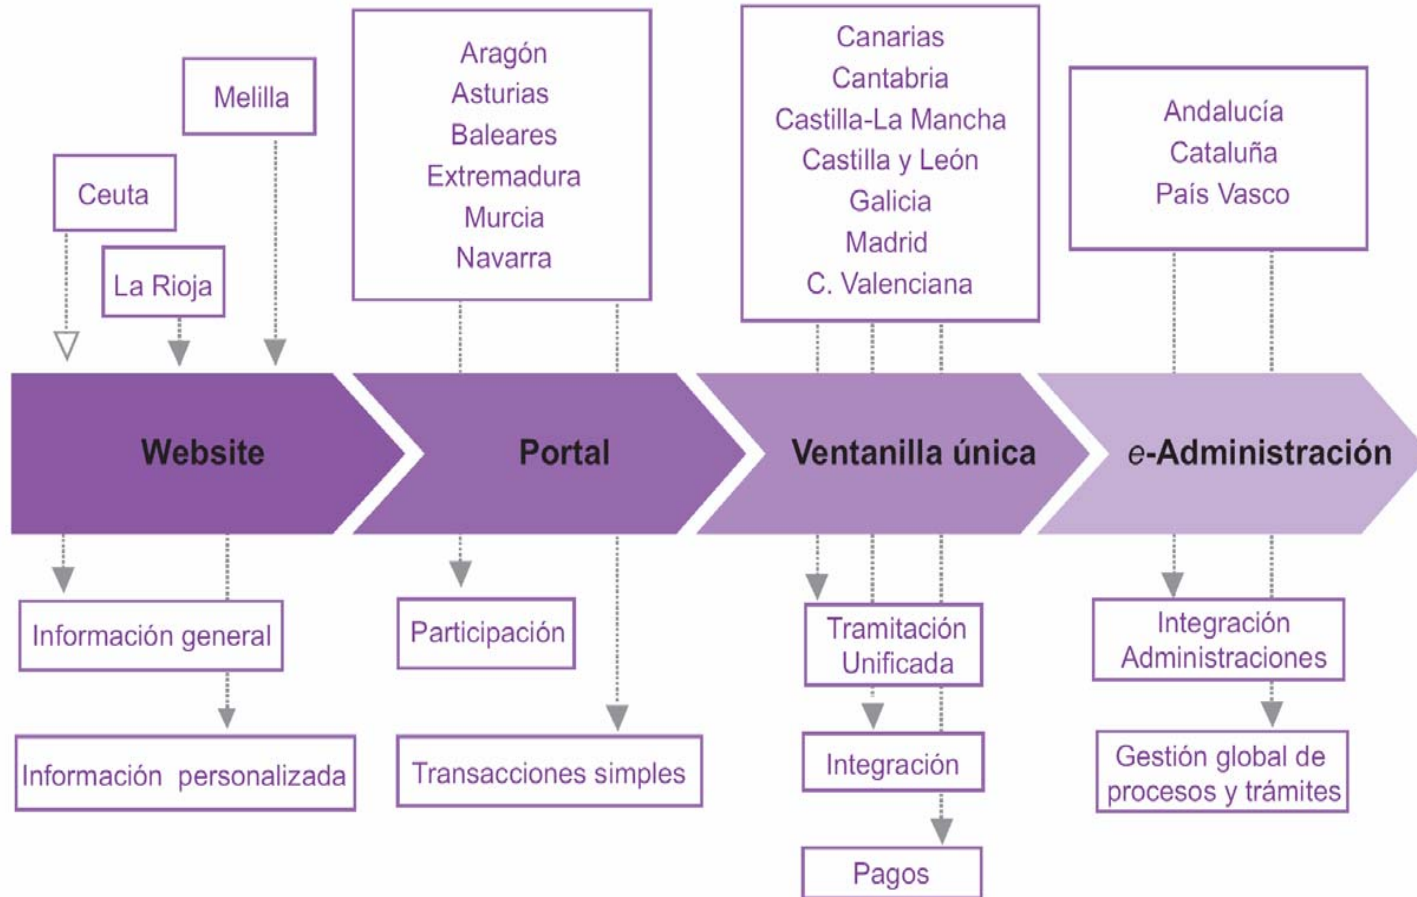 Melilla
Ceuta
La Rioja
Aragón
Asturias
Baleares
Extremadura
Murcia
Navarra
Canarias
Cantabria
Castilla-La Mancha
Castilla y León
Galicia
Madrid
C. Valenciana
Andalucía
Cataluña
País Vasco
Website
Portal
Ventanilla única
e-Administración
Información general
Información personalizada
Participación
Transacciones simples
Tramitación
Unificada
Integración
Pagos
Integración
Administraciones
Gestión global de
procesos y trámites